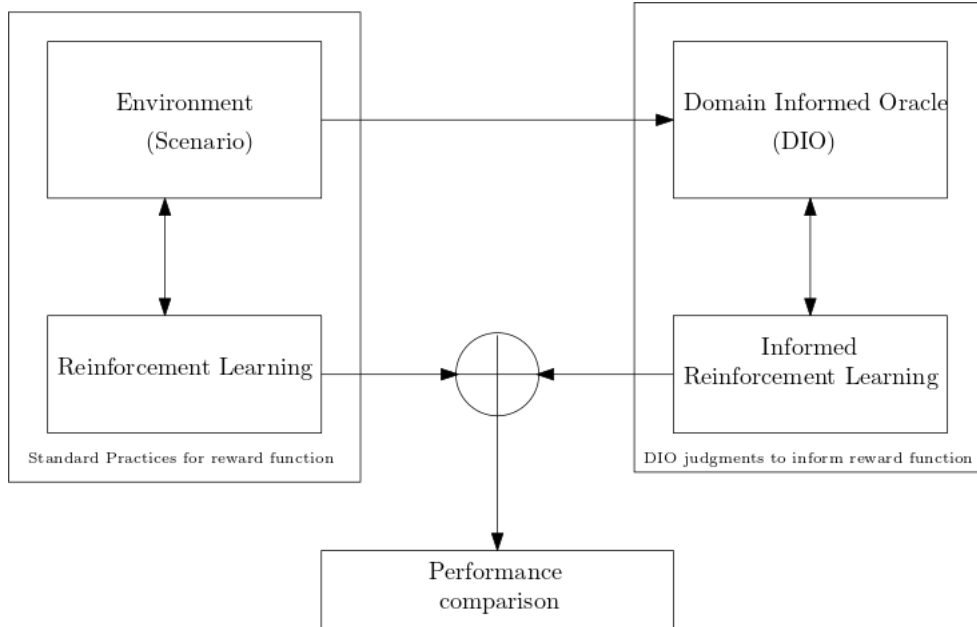 Environment
(Scenario)
Reinforcement Learning
Standard Practices for reward function
Domain Informed Oracle
(DIO)
Informed
Reinforcement Learning
DIO judgments to inform reward function
Performance
comparison